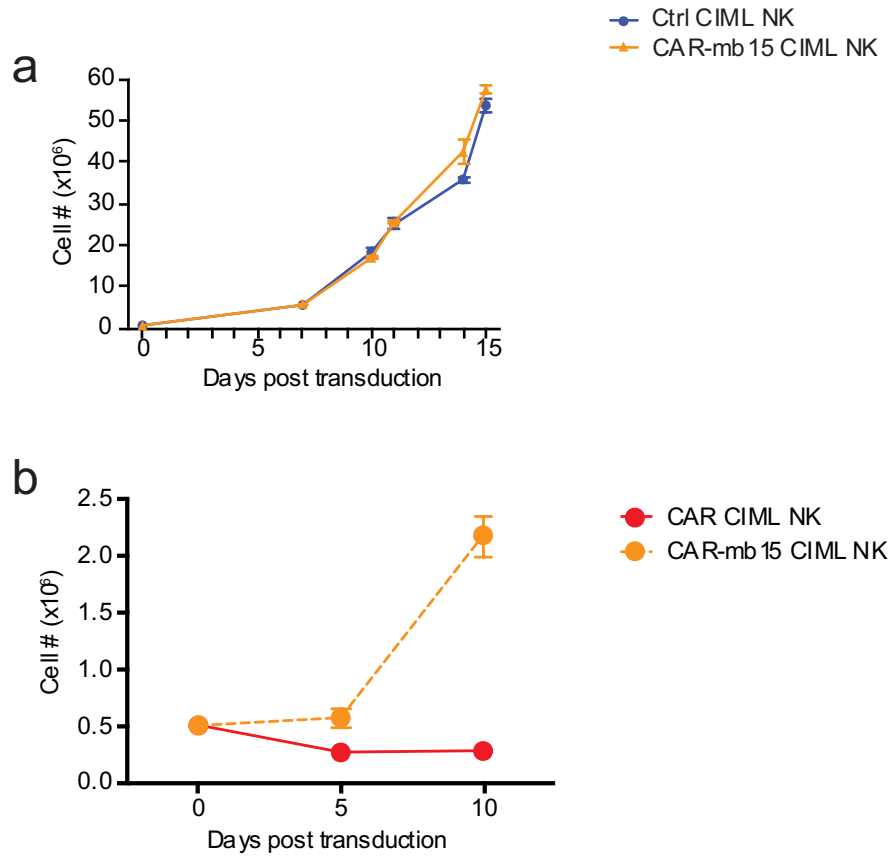 Ctrl CIML NK
CAR-mb15 CIML NK
a
60
50
40
30
20
10
0
Cell # (x10⁶)
0 5 10 15
Days post transduction
b
CAR CIML NK
CAR-mb15 CIML NK
2.5
2.0
1.5
1.0
0.5
0.0
Cell # (x10⁶)
0 5 10
Days post transduction